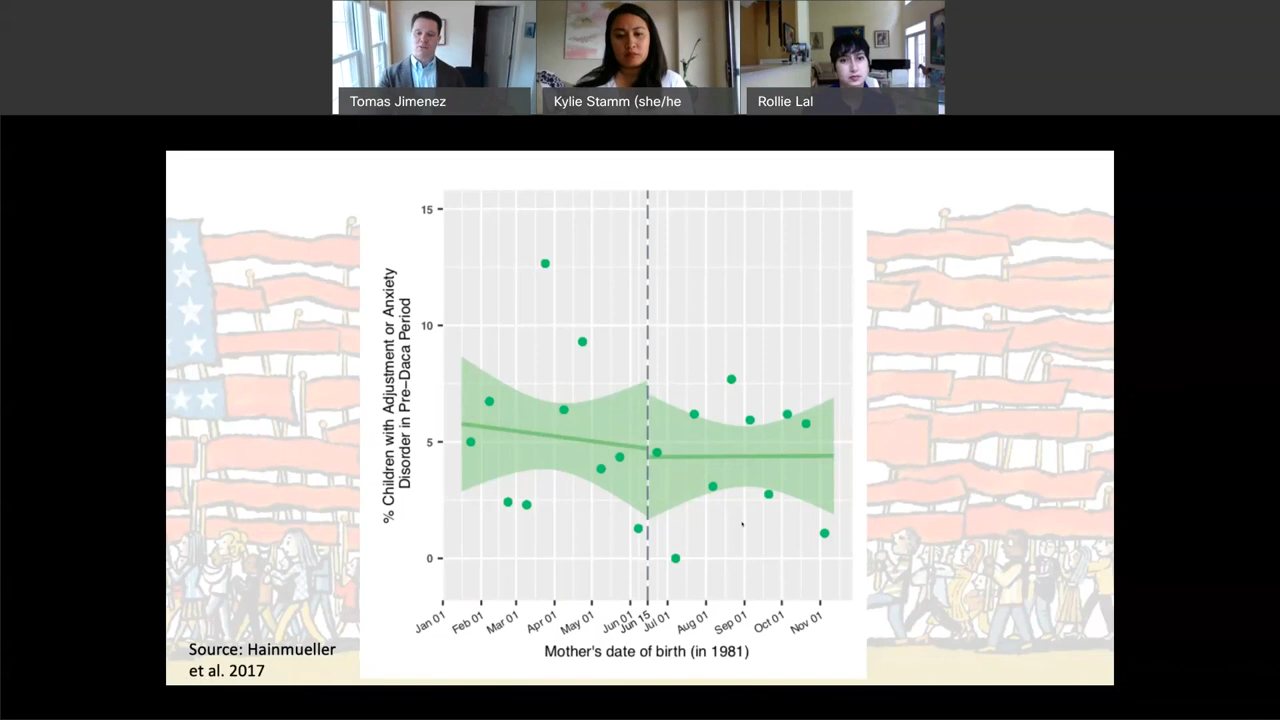 Tomas Jimenez
Kylie Stamm (she/he
Rollie Lal
% Children with Adjustment or Anxiety
Disorder in Pre–Daca Period
15
10
5
0
Jan 01
Feb 01
Mar 01
Apr 01
May 01
Jun 01
Jun 15
Jul 01
Aug 01
Sep 01
Oct 01
Nov 01
Mother's date of birth (in 1981)
Source: Hainmueller
et al. 2017